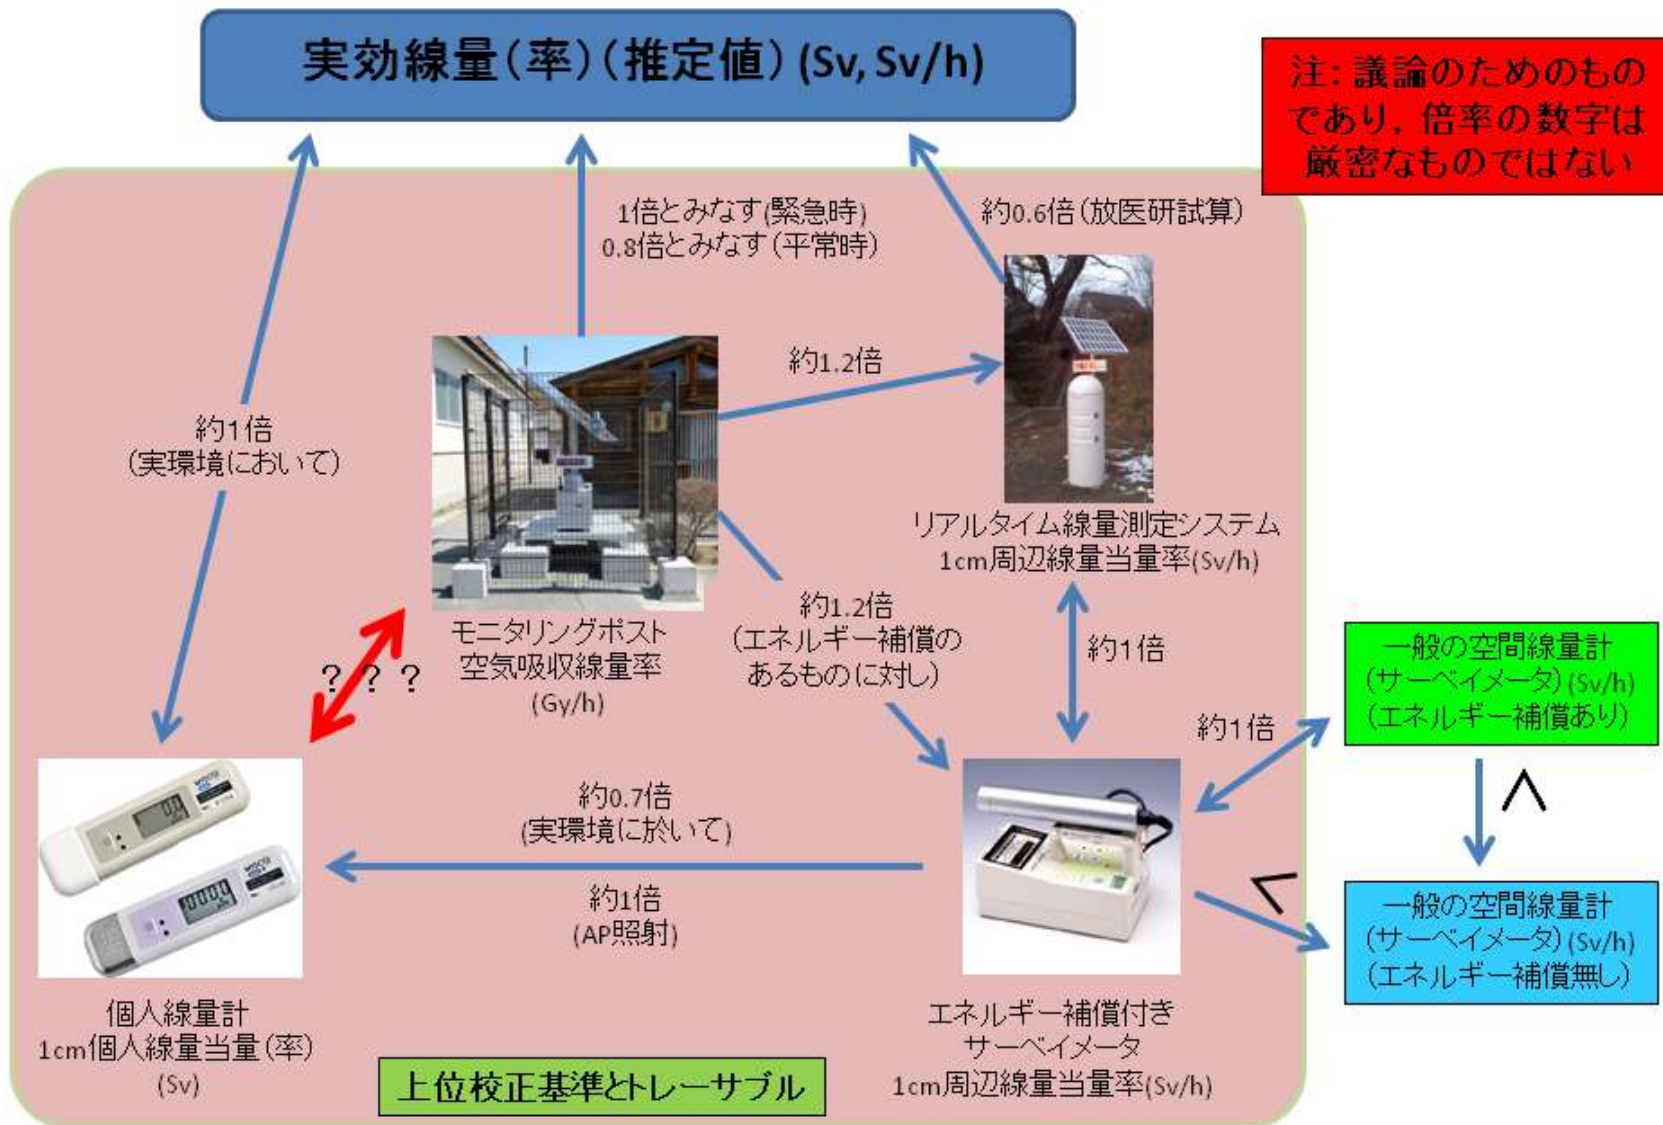 実効線量(率)(推定値) (Sv, Sv/h)
注: 議論のためのもの
であり, 倍率の数字は
厳密なものではない
1倍とみなす(緊急時)
0.8倍とみなす(平常時)
約0.6倍(放医研試算)
約1倍
(実環境において)
約1.2倍
リアルタイム線量測定システム
1cm周辺線量当量率(Sv/h)
モニタリングポスト
空気吸収線量率
(Gy/h)
? ? ?
約1.2倍
(エネルギー補償の
あるものに対し)
約1倍
一般の空間線量計
(サーベイメータ) (Sv/h)
(エネルギー補償あり)
約1倍
約0.7倍
(実環境に於いて)
約1倍
(AP照射)
∧
<
一般の空間線量計
(サーベイメータ) (Sv/h)
(エネルギー補償無し)
個人線量計
1cm個人線量当量(率)
(Sv)
エネルギー補償付き
サーベイメータ
1cm周辺線量当量率(Sv/h)
上位校正基準とトレーサブル